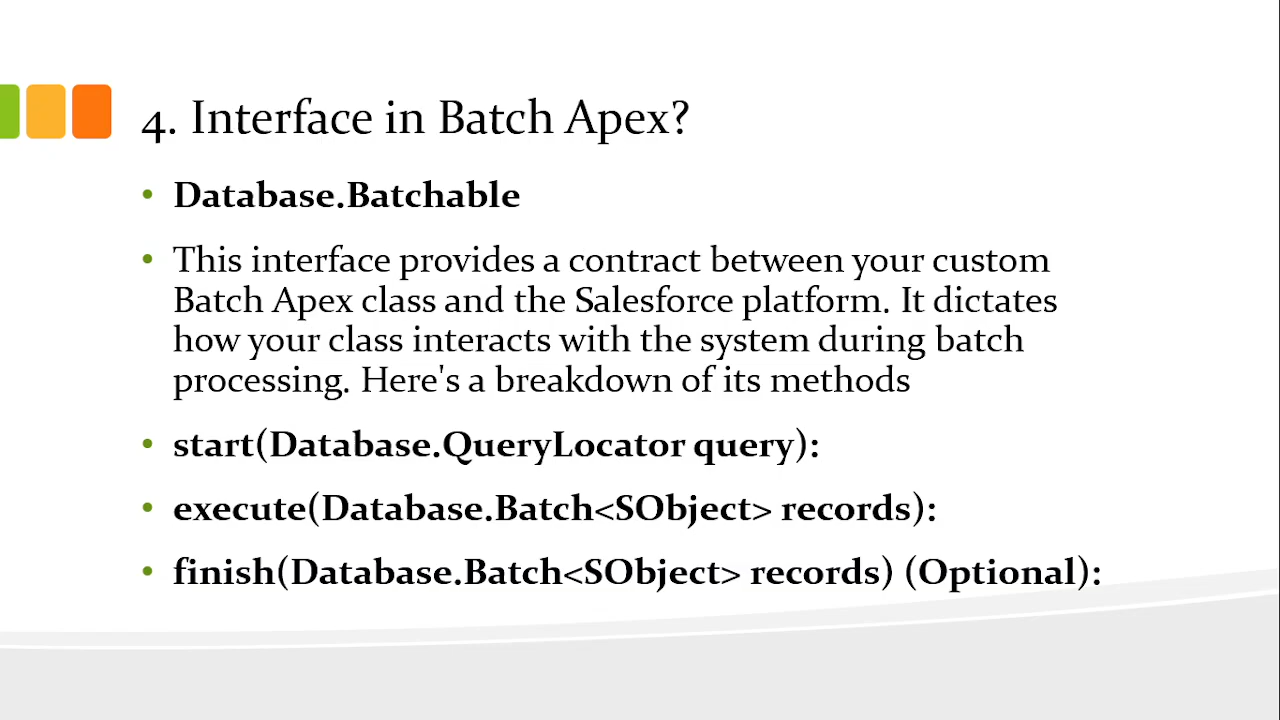 4. Interface in Batch Apex?
• Database.Batchable
• This interface provides a contract between your custom
Batch Apex class and the Salesforce platform. It dictates
how your class interacts with the system during batch
processing. Here's a breakdown of its methods
• start(Database.QueryLocator query):
• execute(Database.Batch<SObject> records):
• finish(Database.Batch<SObject> records) (Optional):